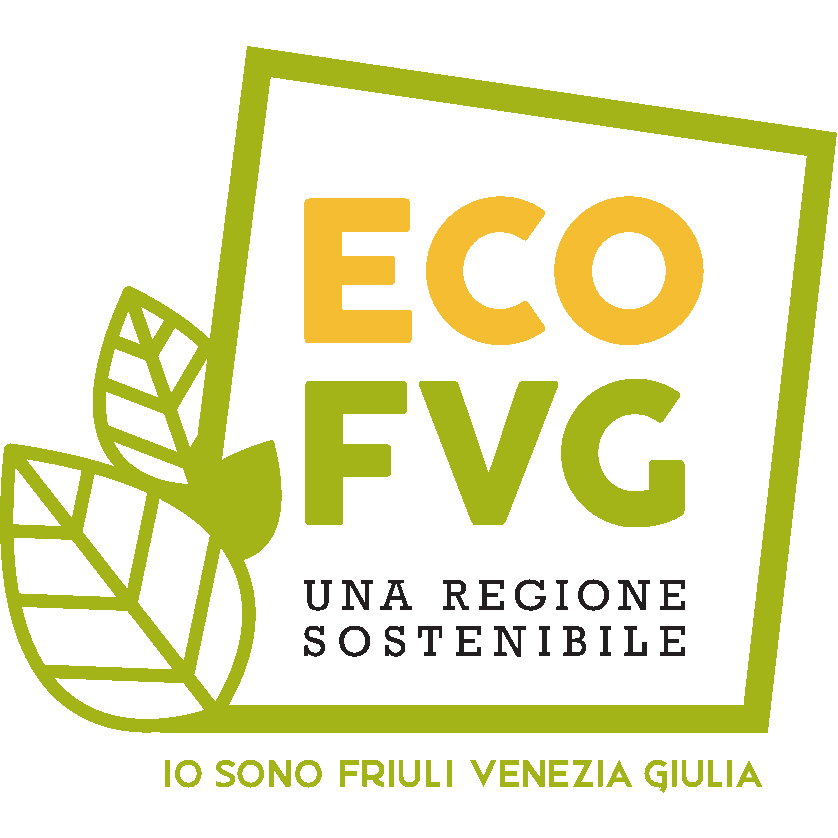 ECO
FVG
UNA REGIONE
SOSTENIBILE
IO SONO FRIULI VENEZIA GIULIA